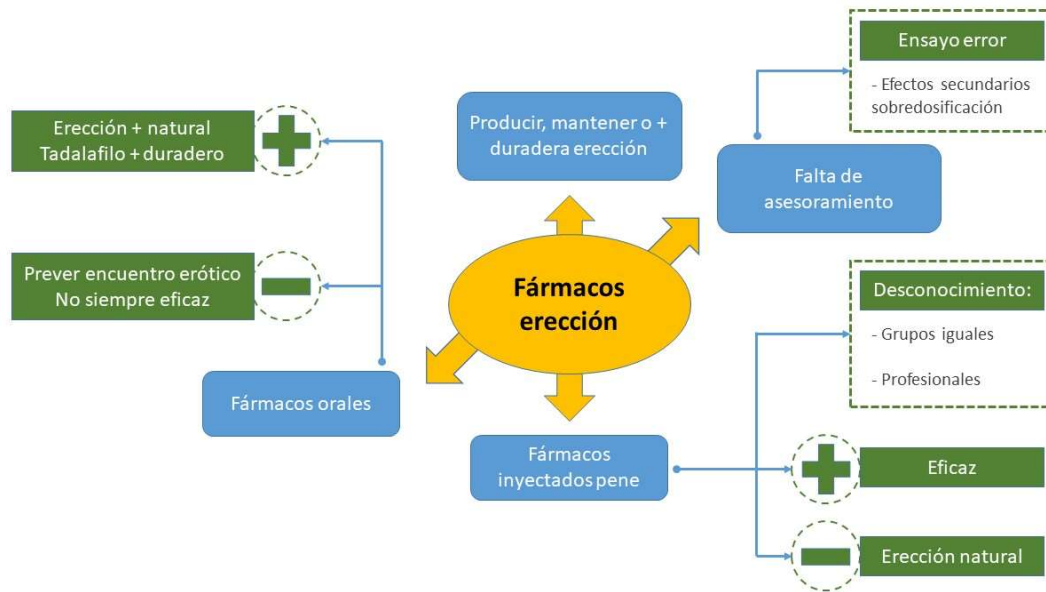 Ensayo error
- Efectos secundarios
sobredosificación
Erección + natural
Tadalafilo + duradero
Producir, mantener o +
duradera erección
Falta de
asesoramiento
Prever encuentro erótico
No siempre eficaz
Fármacos
erección
Desconocimiento:
- Grupos iguales
- Profesionales
Fármacos orales
Fármacos
inyectados pene
Eficaz
Erección natural